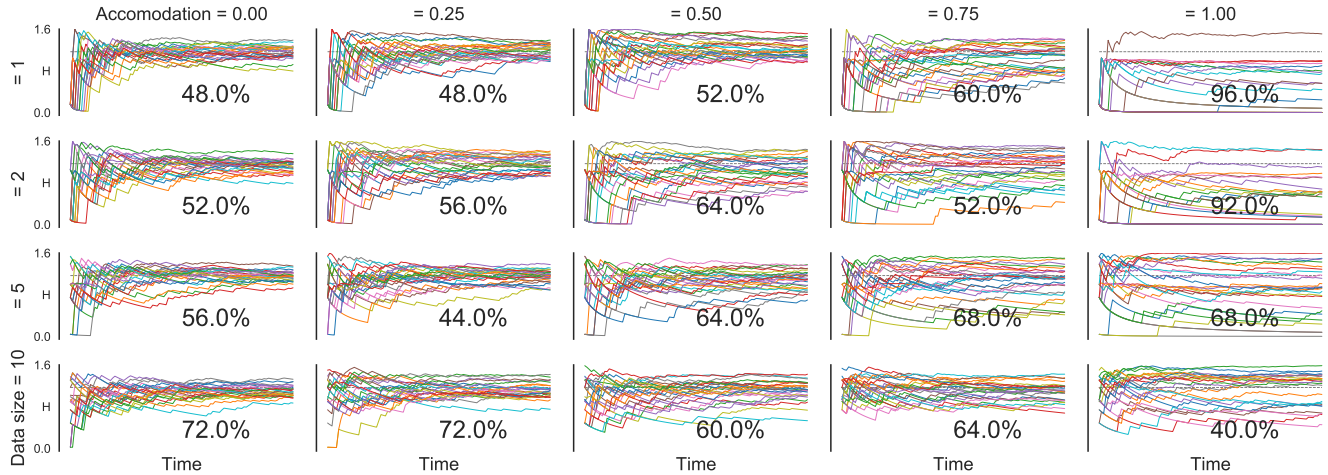 Accomodation = 0.00 = 0.25 = 0.50 = 0.75 = 1.00
1.6
= 1 H 48.0% 48.0% 52.0% 60.0% 96.0%
0.0
1.6
= 2 H 52.0% 56.0% 64.0% 52.0% 92.0%
0.0
1.6
= 5 H 56.0% 44.0% 64.0% 68.0% 68.0%
0.0
1.6
Data size = 10 H 72.0% 72.0% 60.0% 64.0% 40.0%
0.0
Time Time Time Time Time